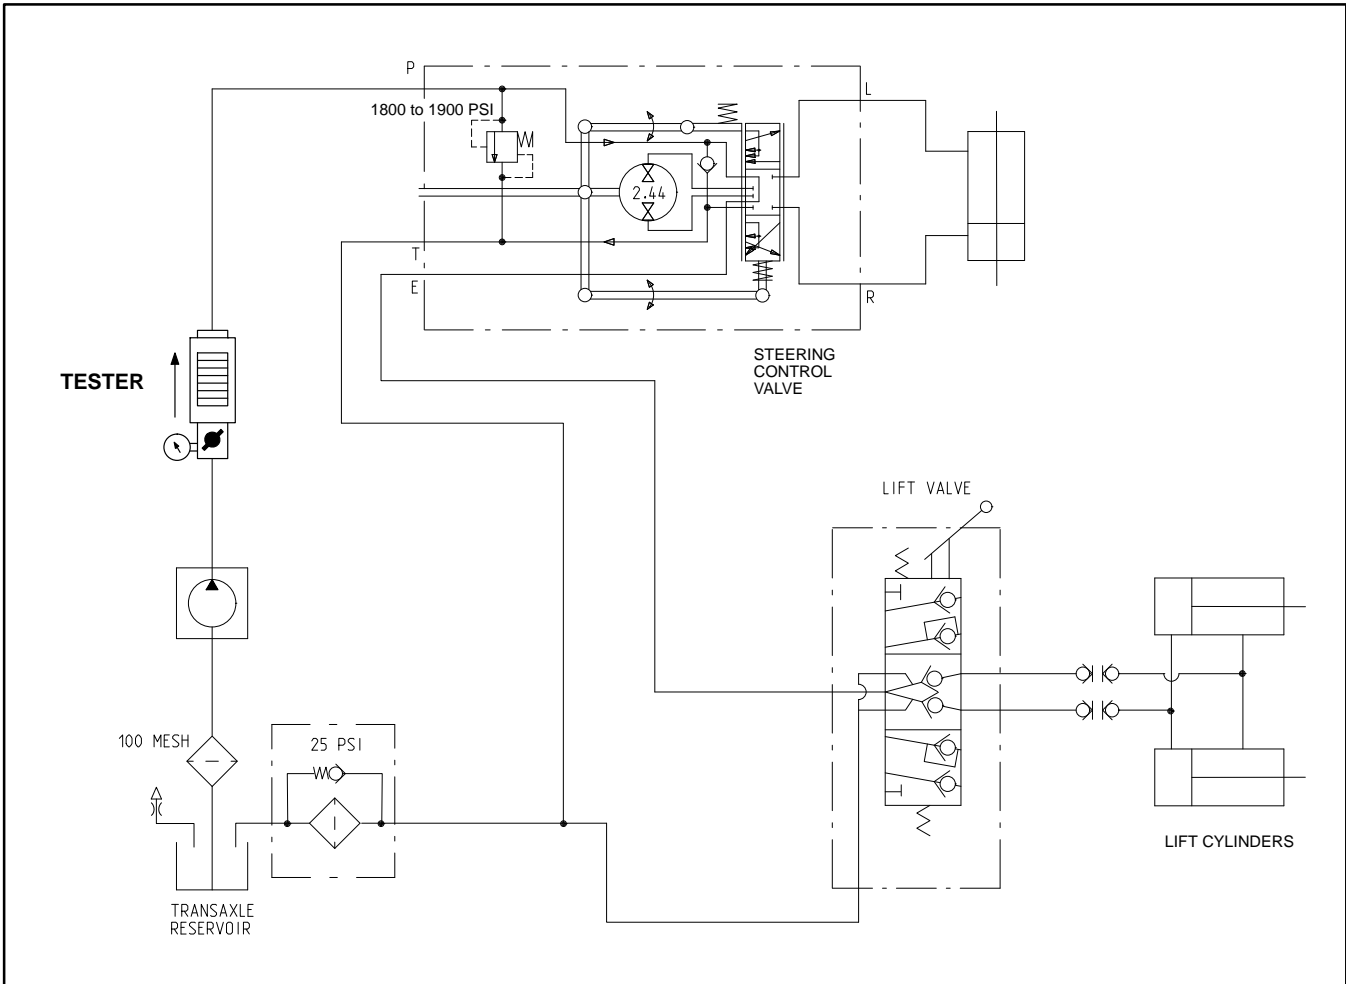 P
1800 to 1900 PSI
L
2.44
T
E
R
STEERING
CONTROL
VALVE
TESTER
LIFT VALVE
100 MESH
25 PSI
LIFT CYLINDERS
TRANSAXLE
RESERVOIR